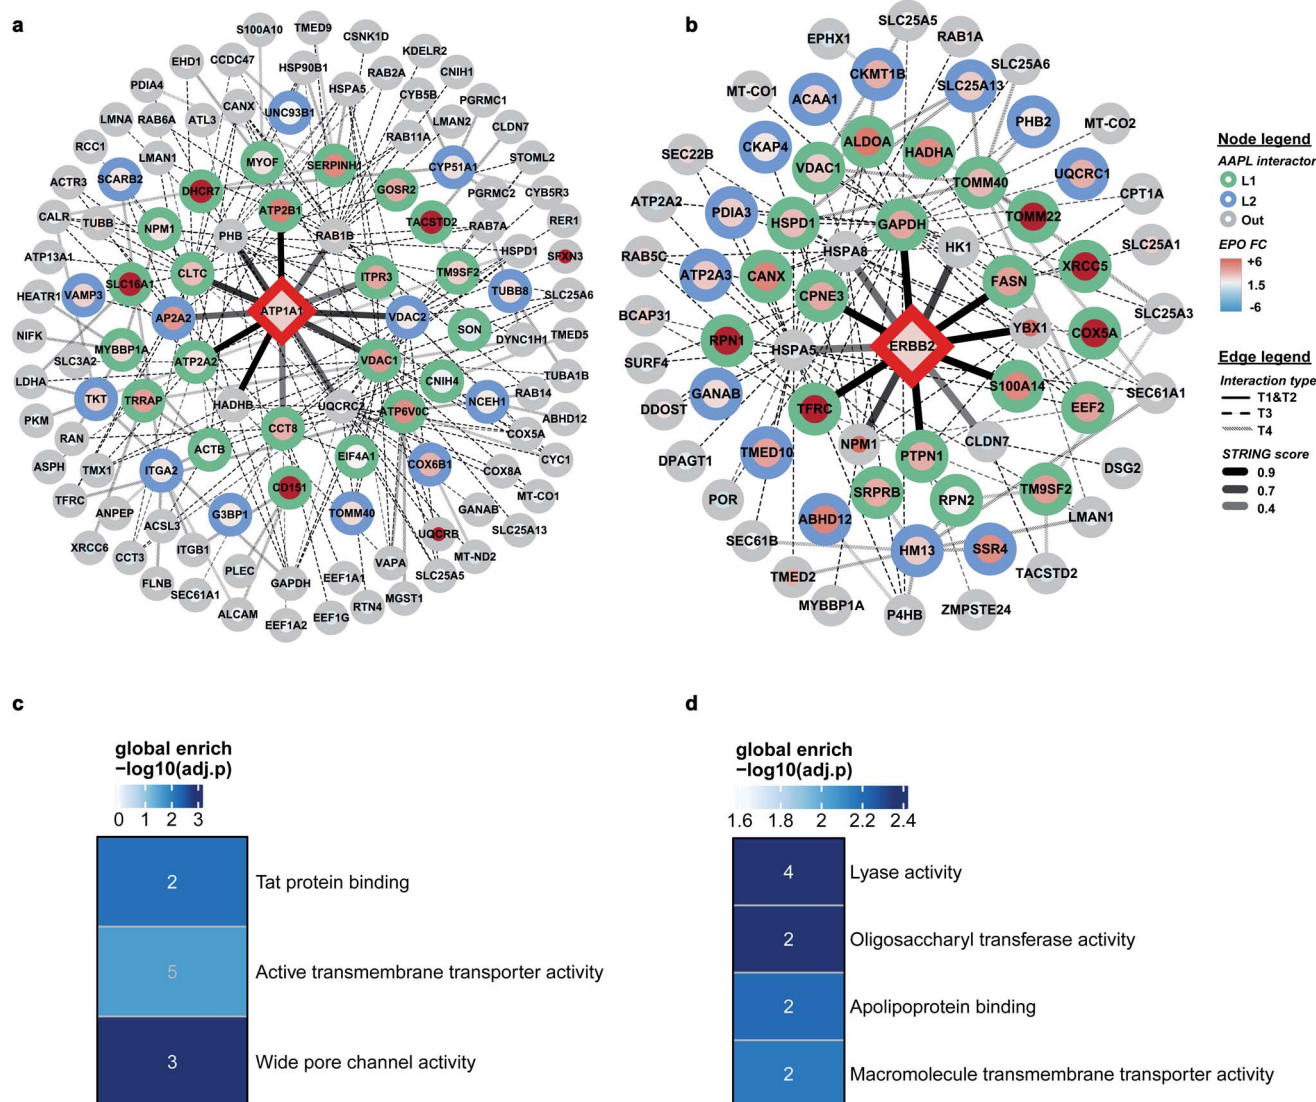 a
S100A10
TMED9
CSNK1D
KDELR2
EHD1
CCDC47
HSP90B1
RAB2A
CNIH1
PDIA4
HSPA5
CYB5B
PGRMC1
LMNA
RAB6A
ATL3
CANX
UNC93B1
RAB11A
LMAN2
CLDN7
RCC1
LMAN1
MYOF
SERPINH1
CYP51A1
STOML2
ACTR3
SCARB2
DHCR7
GOSR2
PGRMC2
CYB5R3
CALR
TUBB
NPM1
ATP2B1
TACSTD2
RAB7A
RER1
PHB
RAB1B
ATP13A1
CLTC
ITPR3
TM9SF2
HSPD1
SFXN3
HEATR1
VAMP3
SLC16A1
TUBB8
SLC25A6
AP2A2
ATP1A1
VDAC2
NIFK
MYBBP1A
SON
DYNC1H1
TMED5
SLC3A2
ATP2A2
VDAC1
LDHA
TUBA1B
CNIH4
TKT
TRRAP
HADHB
UQCRC2
ATP6V0C
NCEH1
RAB14
PKM
ABHD12
RAN
ACTB
CCT8
EIF4A1
COX5A
ASPH
TMX1
ITGA2
COX6B1
COX8A
CYC1
TFRC
CD151
MT-CO1
ANPEP
ACSL3
G3BP1
TOMM40
GANAB
XRCC6
CCT3
ITGB1
UQCRB
SLC25A13
FLNB
PLEC
GAPDH
EEF1A1
VAPA
MT-ND2
SEC61A1
SLC25A5
ALCAM
EEF1A2
EEF1G
RTN4
MGST1
b
SLC25A5
EPHX1
RAB1A
CKMT1B
SLC25A6
MT-CO1
ACAA1
SLC25A13
PHB2
MT-CO2
CKAP4
ALDOA
HADHA
SEC22B
VDAC1
TOMM40
UQCRC1
CPT1A
ATP2A2
PDIA3
HSPD1
GAPDH
TOMM22
HSPA8
HK1
SLC25A1
RAB5C
ATP2A3
CANX
CPNE3
FASN
XRCC5
BCAP31
SLC25A3
RPN1
HSPA5
ERBB2
YBX1
COX5A
SURF4
GANAB
S100A14
SEC61A1
DDOST
TFRC
EEF2
DPAGT1
TMED10
NPM1
PTPN1
CLDN7
DSG2
POR
SRPRB
RPN2
TM9SF2
ABHD12
LMAN1
SEC61B
HM13
SSR4
TMED2
TACSTD2
MYBBP1A
P4HB
ZMPSTE24
Node legend
AAPL interactor
L1
L2
Out
EPO FC
+6
1.5
-6
Edge legend
Interaction type
T1&T2
T3
T4
STRING score
0.9
0.7
0.4
c
global enrich
−log10(adj.p)
0 1 2 3
2 Tat protein binding
5 Active transmembrane transporter activity
3 Wide pore channel activity
d
global enrich
−log10(adj.p)
1.6 1.8 2 2.2 2.4
4 Lyase activity
2 Oligosaccharyl transferase activity
2 Apolipoprotein binding
2 Macromolecule transmembrane transporter activity